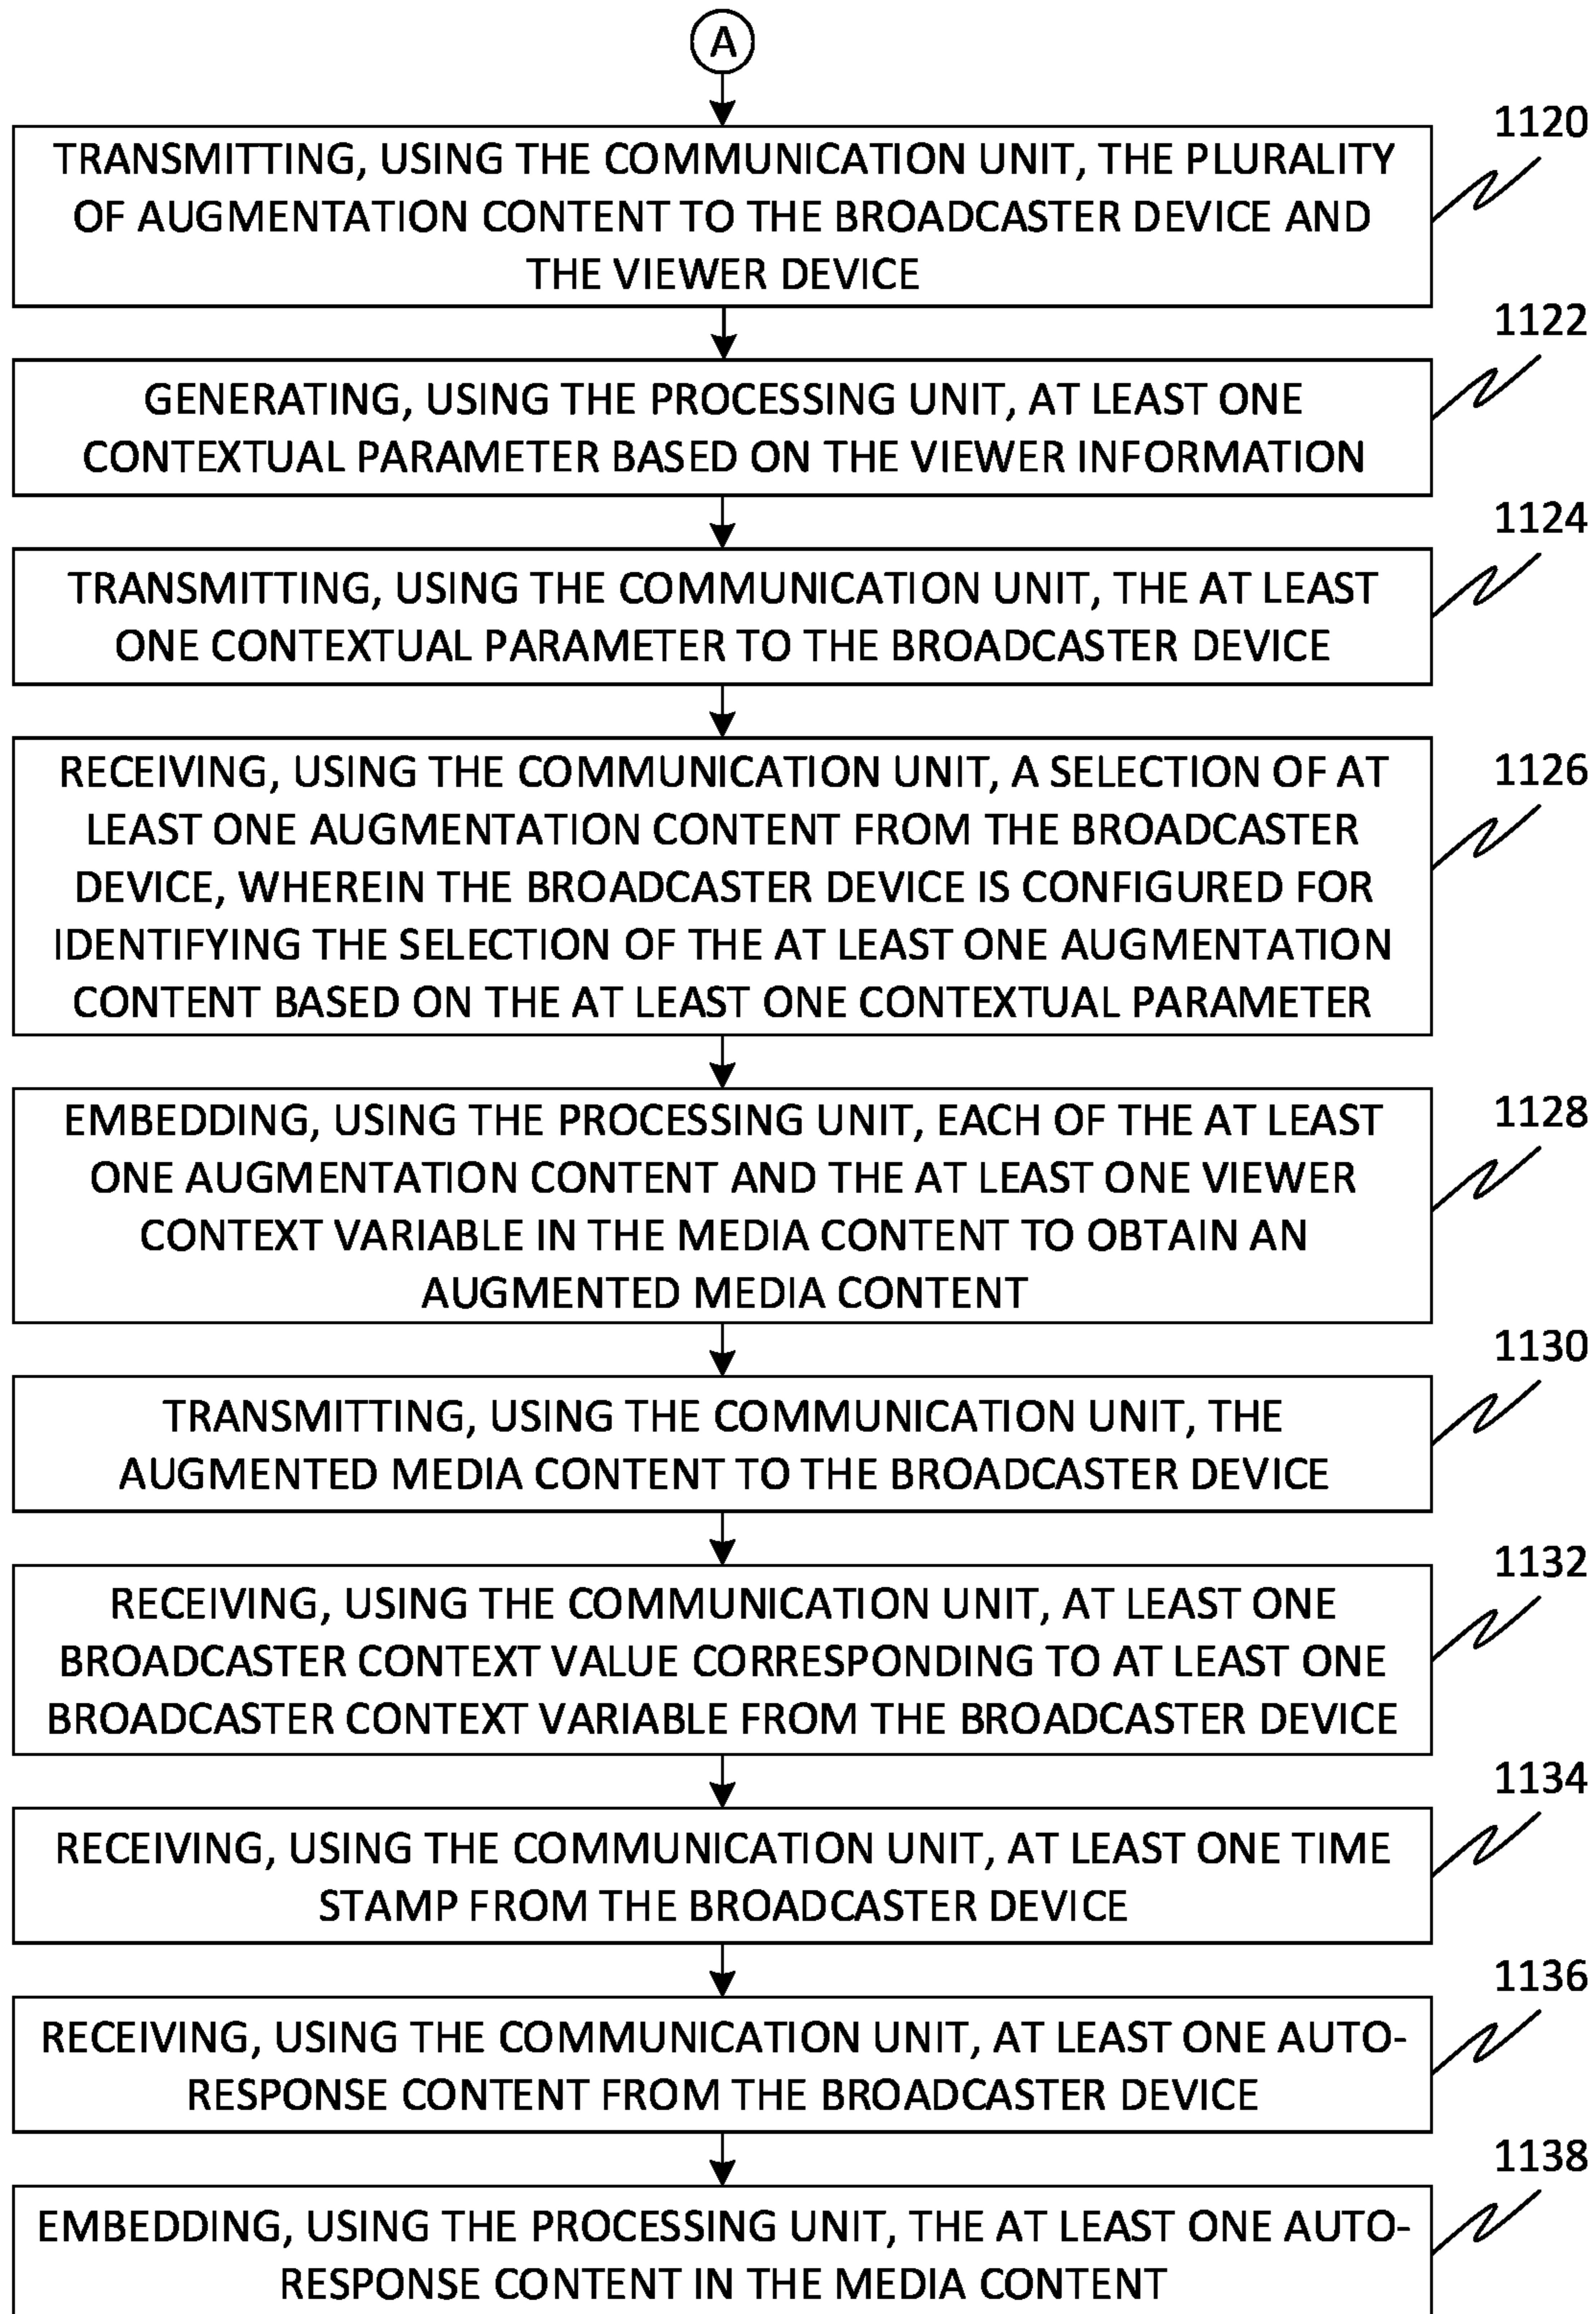 A
1120
TRANSMITTING, USING THE COMMUNICATION UNIT, THE PLURALITY
OF AUGMENTATION CONTENT TO THE BROADCASTER DEVICE AND
THE VIEWER DEVICE
1122
GENERATING, USING THE PROCESSING UNIT, AT LEAST ONE
CONTEXTUAL PARAMETER BASED ON THE VIEWER INFORMATION
1124
TRANSMITTING, USING THE COMMUNICATION UNIT, THE AT LEAST
ONE CONTEXTUAL PARAMETER TO THE BROADCASTER DEVICE
1126
RECEIVING, USING THE COMMUNICATION UNIT, A SELECTION OF AT
LEAST ONE AUGMENTATION CONTENT FROM THE BROADCASTER
DEVICE, WHEREIN THE BROADCASTER DEVICE IS CONFIGURED FOR
IDENTIFYING THE SELECTION OF THE AT LEAST ONE AUGMENTATION
CONTENT BASED ON THE AT LEAST ONE CONTEXTUAL PARAMETER
1128
EMBEDDING, USING THE PROCESSING UNIT, EACH OF THE AT LEAST
ONE AUGMENTATION CONTENT AND THE AT LEAST ONE VIEWER
CONTEXT VARIABLE IN THE MEDIA CONTENT TO OBTAIN AN
AUGMENTED MEDIA CONTENT
1130
TRANSMITTING, USING THE COMMUNICATION UNIT, THE
AUGMENTED MEDIA CONTENT TO THE BROADCASTER DEVICE
1132
RECEIVING, USING THE COMMUNICATION UNIT, AT LEAST ONE
BROADCASTER CONTEXT VALUE CORRESPONDING TO AT LEAST ONE
BROADCASTER CONTEXT VARIABLE FROM THE BROADCASTER DEVICE
1134
RECEIVING, USING THE COMMUNICATION UNIT, AT LEAST ONE TIME
STAMP FROM THE BROADCASTER DEVICE
1136
RECEIVING, USING THE COMMUNICATION UNIT, AT LEAST ONE AUTO-
RESPONSE CONTENT FROM THE BROADCASTER DEVICE
1138
EMBEDDING, USING THE PROCESSING UNIT, THE AT LEAST ONE AUTO-
RESPONSE CONTENT IN THE MEDIA CONTENT